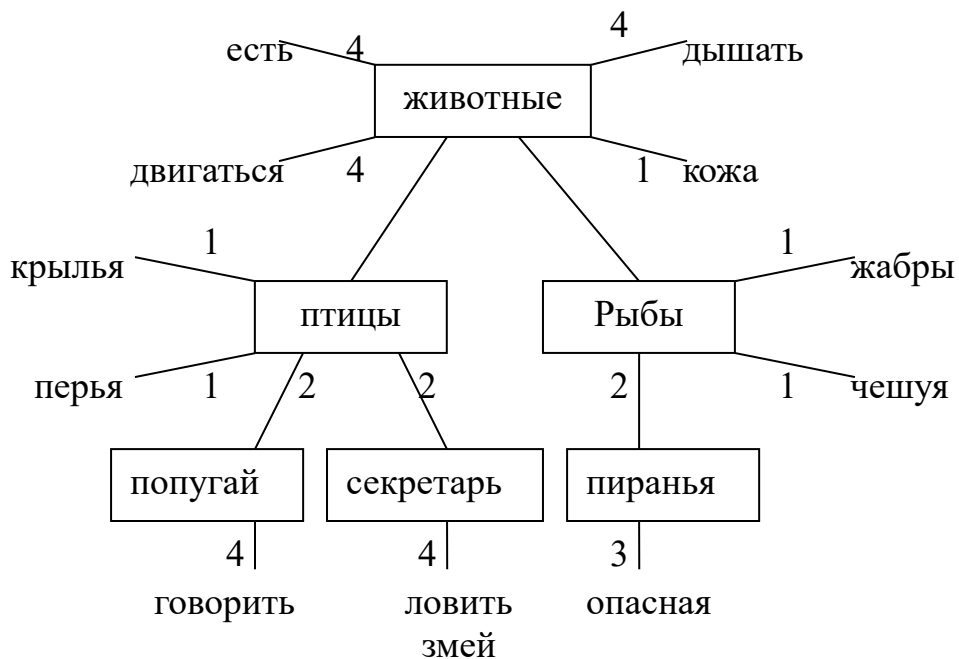 4
есть 4 дышать
животные
двигаться 4 1 кожа
1 1
крылья жабры
птицы Рыбы
перья 1 2 2 2 1 чешуя
попугай секретарь пиранья
4 4 3
говорить ловить опасная
змей